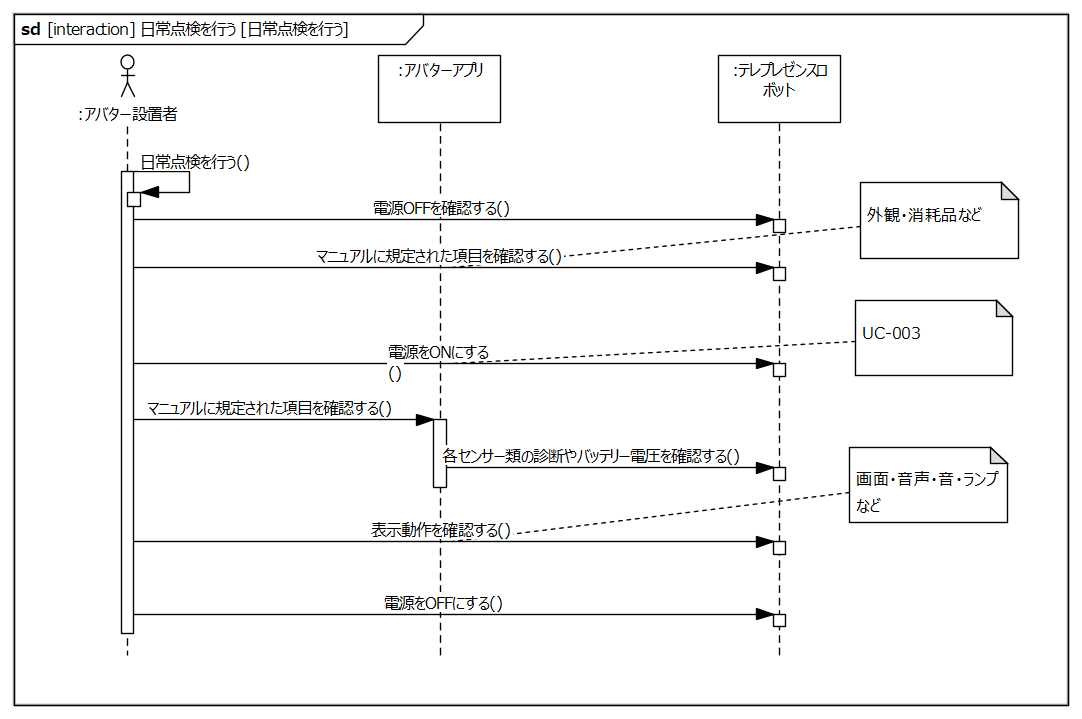 sd [interaction] 日常点検を行う [日常点検を行う]
:アバター設置者
:アバターアプリ
:テレプレゼンスロ
ボット
日常点検を行う()
電源OFFを確認する()
外観・消耗品など
マニュアルに規定された項目を確認する()
UC-003
電源をONにする
()
マニュアルに規定された項目を確認する()
各センサー類の診断やバッテリー電圧を確認する()
画面・音声・音・ランプ
など
表示動作を確認する()
電源をOFFにする()